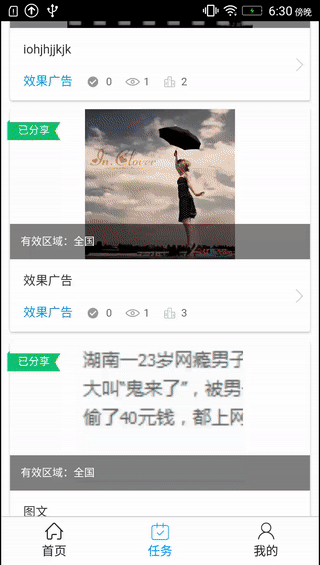 6:30 傍晚
iohjhjjkjk
效果广告 0 1 2
已分享
In Clover
有效区域：全国
效果广告
效果广告 0 1 3
已分享
湖南一23岁网瘾男子
大叫“鬼来了”，被男
偷了40元钱，都上网
有效区域：全国
图文
首页 任务 我的